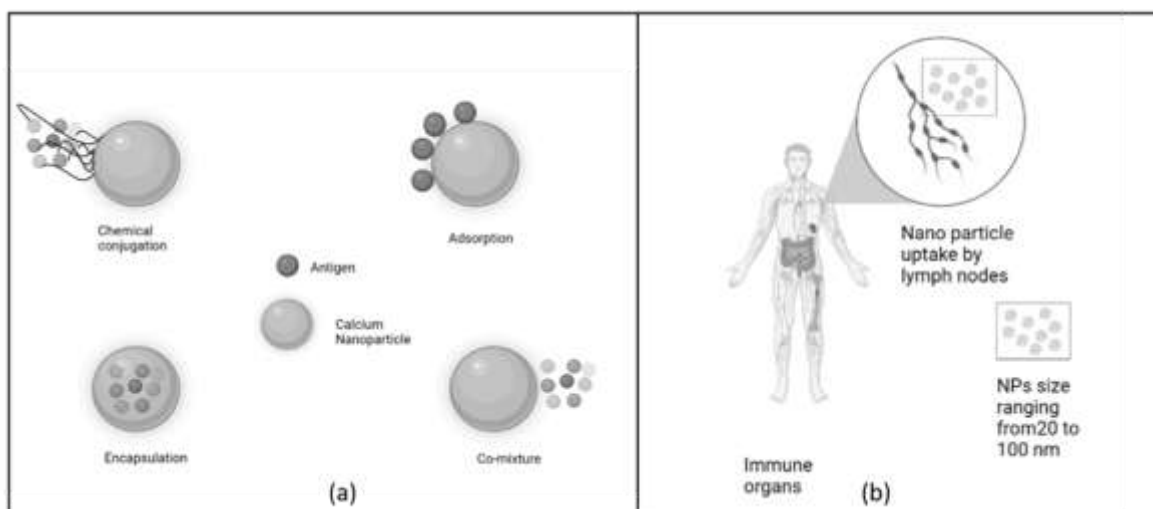 Chemical
conjugation
Adsorption
Antigen
Calcium
Nanoparticle
Encapsulation
Co-mixture
(a)
Nano particle
uptake by
lymph nodes
NPs size
ranging
from20 to
100 nm
Immune
organs
(b)